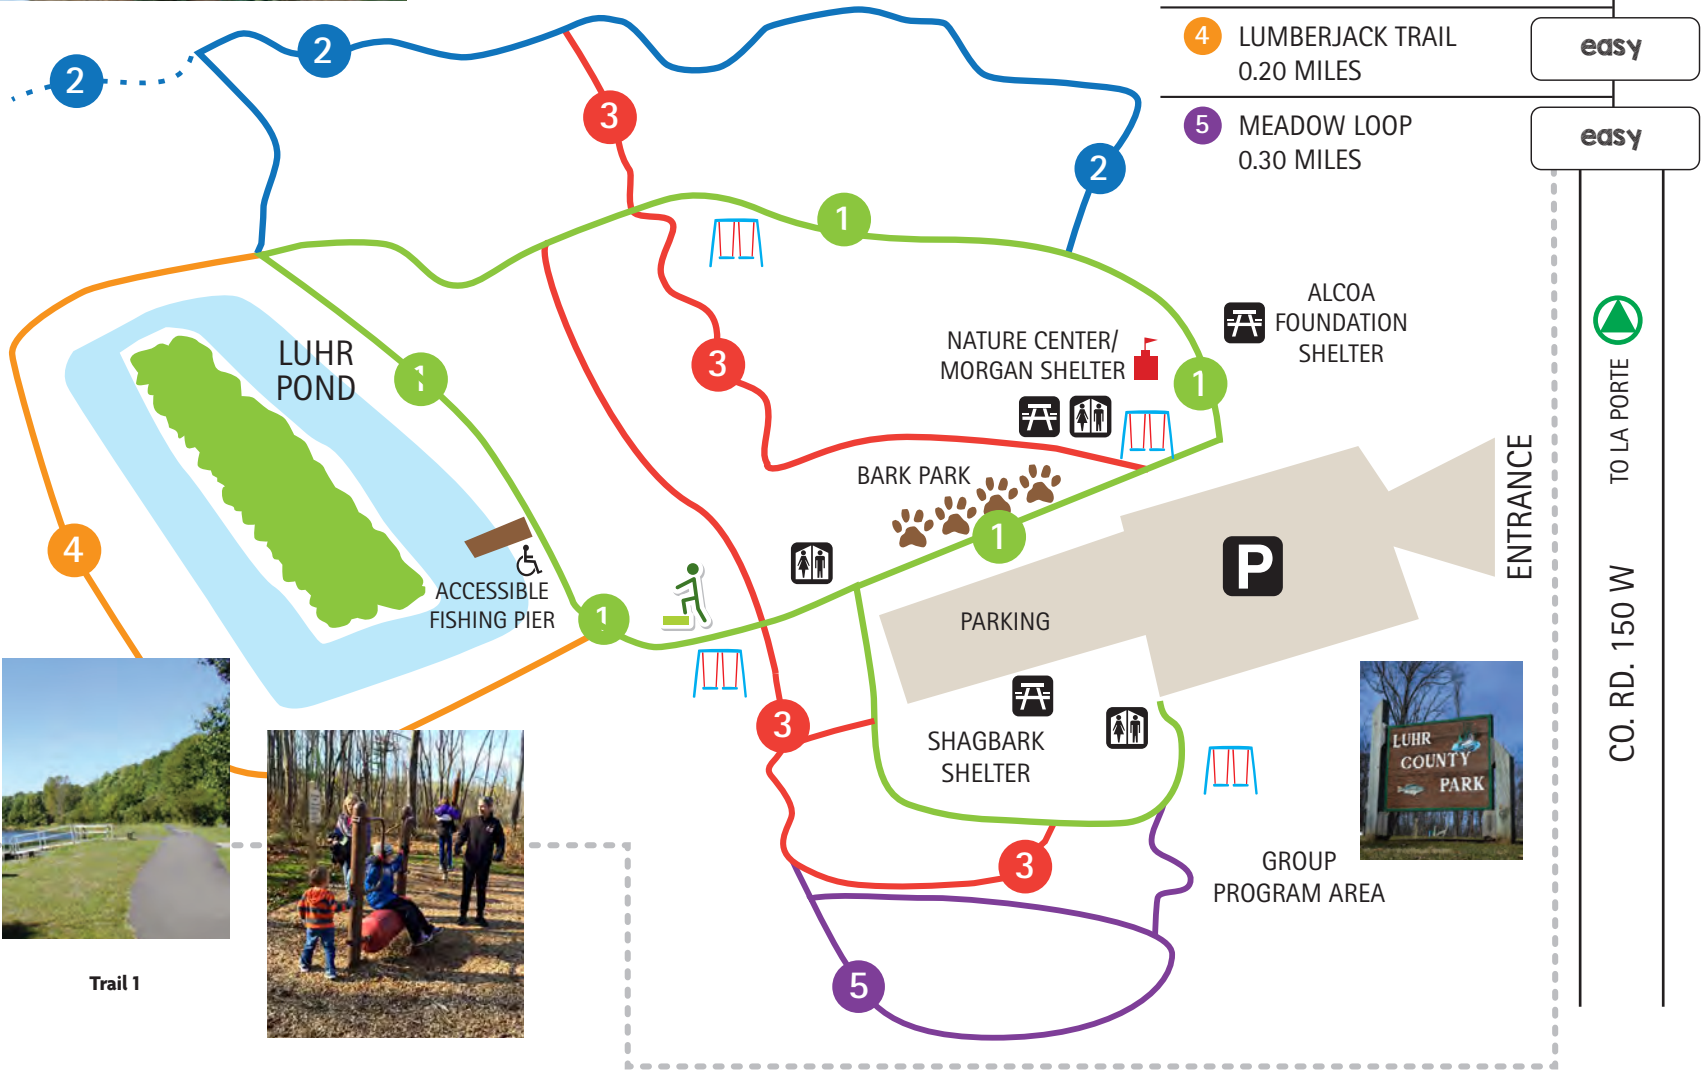 4 LUMBERJACK TRAIL
0.20 MILES
easy
5 MEADOW LOOP
0.30 MILES
easy
2
2
3
2
1
3
1
1
1
1
4
3
3
5
LUHR
POND
ACCESSIBLE
FISHING PIER
NATURE CENTER/
MORGAN SHELTER
ALCOA
FOUNDATION
SHELTER
BARK PARK
PARKING
P
ENTRANCE
TO LA PORTE
CO. RD. 150 W
SHAGBARK
SHELTER
GROUP
PROGRAM AREA
LUHR
COUNTY
PARK
Trail 1